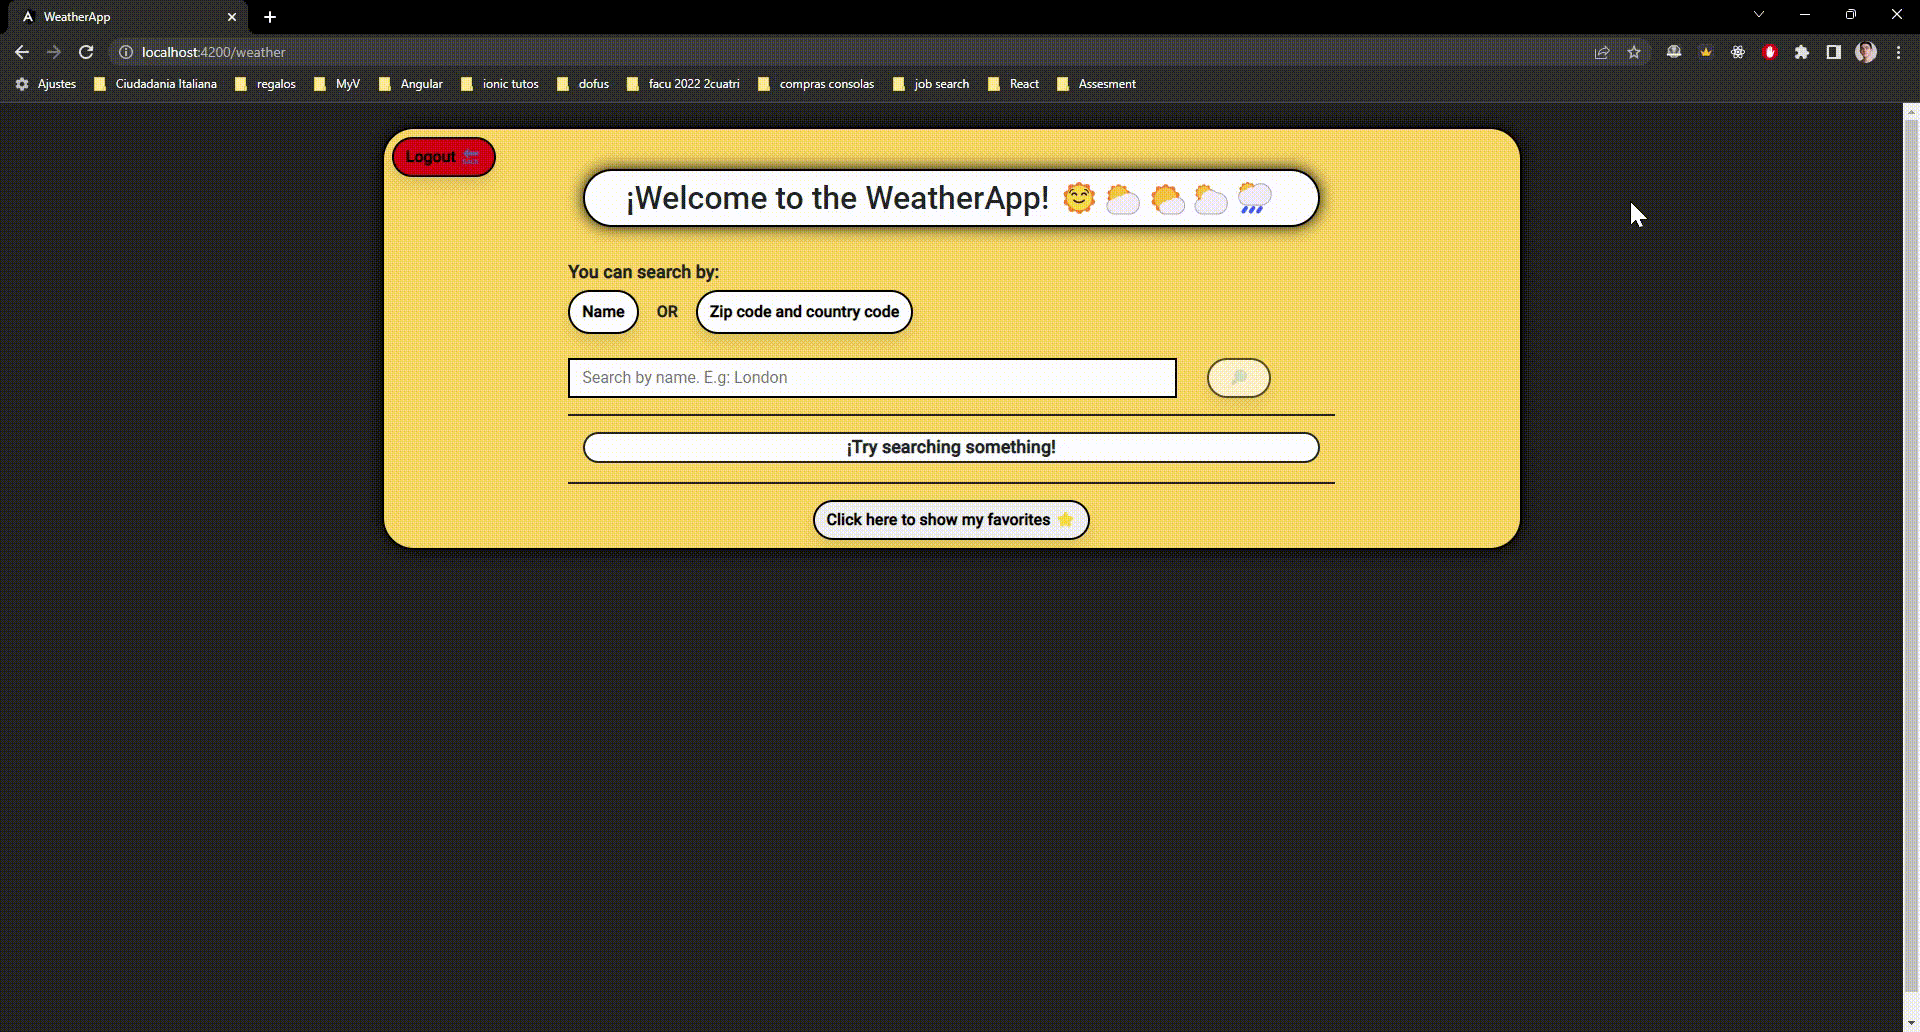 WeatherApp
localhost:4200/weather
Ajustes Ciudadania Italiana regalos MyV Angular ionic tutos dofus facu 2022 2cuatri compras consolas job search React Assesment
Logout
¡Welcome to the WeatherApp!
You can search by:
Name OR Zip code and country code
Search by name. E.g: London
¡Try searching something!
Click here to show my favorites